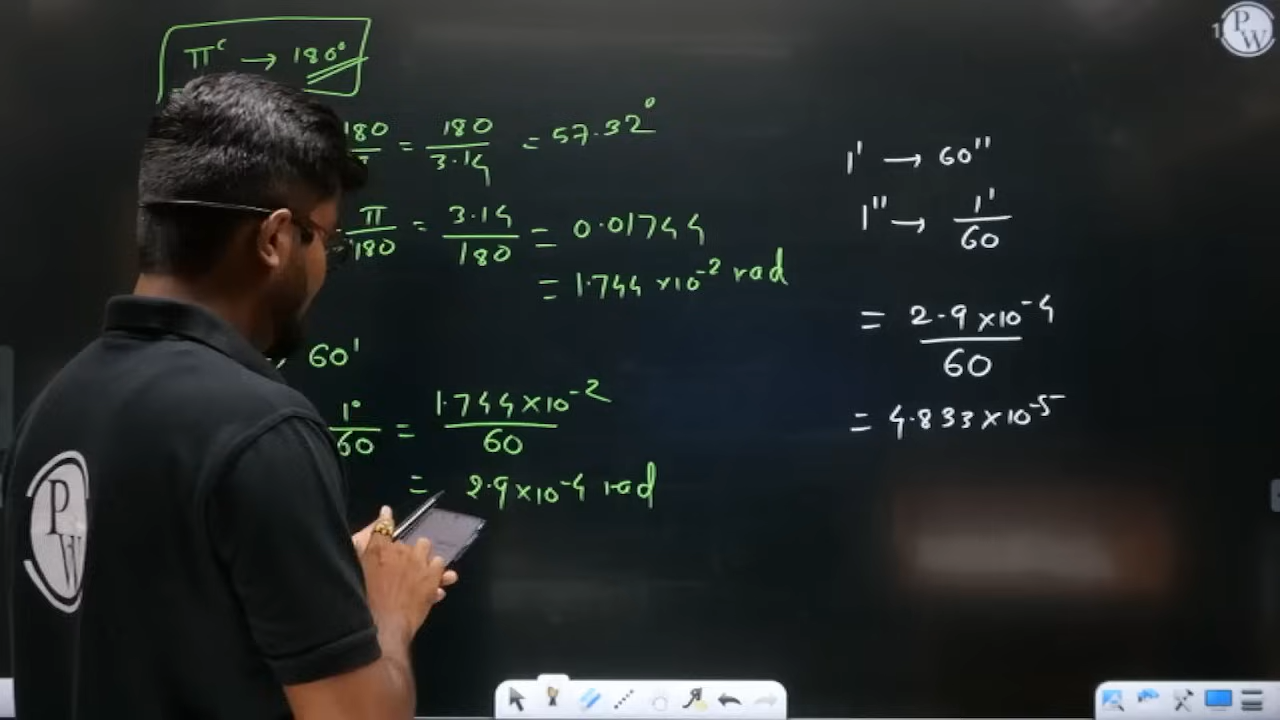 π^c → 180°
180/π = 180/3.14 = 57.32°
π/180 = 3.14/180 = 0.01744
= 1.744 ×10^-2 rad
60'
1°/60 = 1.744×10^-2/60
= 2.9×10^-4 rad
1' → 60"
1" → 1'/60
= 2.9×10^-4/60
= 4.833×10^-5
PW
PW